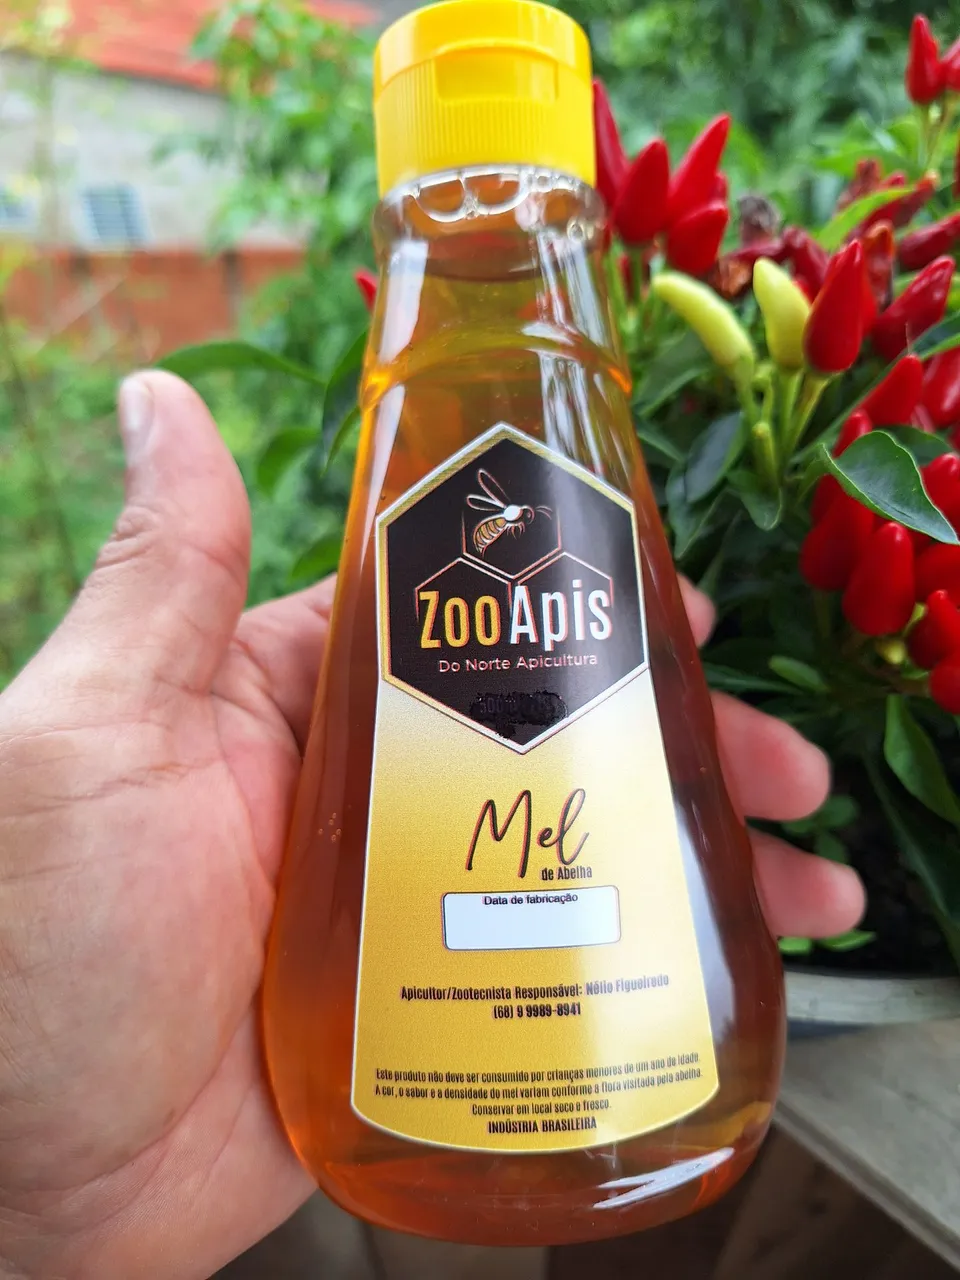 Zoo Apis
Do Norte Apicultura
Mel
de Abelha
Data de fabricação
Apicultor/Zootecnista Responsável: Nélio Figueiredo
(68) 9 9989-8941
Este produto não deve ser consumido por crianças menores de um ano de idade.
A cor, o sabor e a densidade do mel variam conforme a flora visitada pela abelha.
Conservar em local seco e fresco.
INDÚSTRIA BRASILEIRA